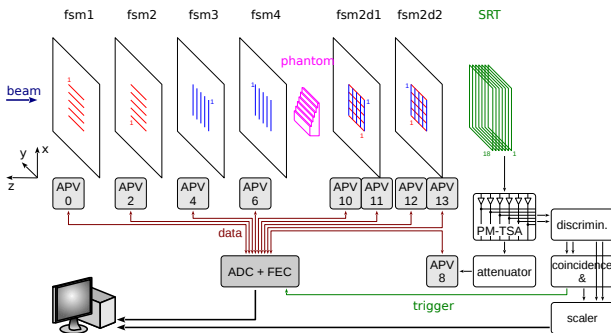 fsm1 fsm2 fsm3 fsm4 fsm2d1 fsm2d2 SRT
phantom
beam
1 1 1 1 1 1 1 1
y x
z
18 1
APV 0
APV 2
APV 4
APV 6
APV 10
APV 11
APV 12
APV 13
PM-TSA
discrimin.
data
ADC + FEC
APV 8
attenuator
coincidence &
trigger
scaler